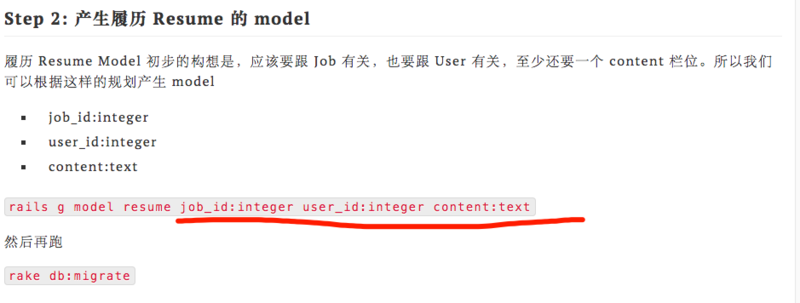 Step 2: 产生履历 Resume 的 model
履历 Resume Model 初步的构想是，应该要跟 Job 有关，也要跟 User 有关，至少还要一个 content 栏位。所以我们
可以根据这样的规划产生 model
▪ job_id:integer
▪ user_id:integer
▪ content:text
rails g model resume job_id:integer user_id:integer content:text
然后再跑
rake db:migrate